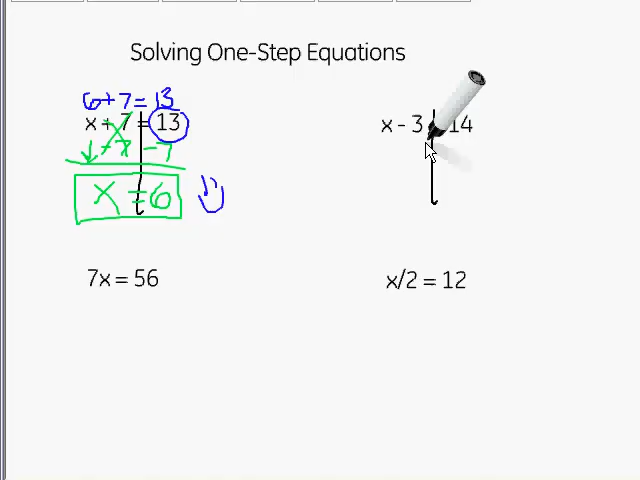 Solving One-Step Equations
6+7=13
x + 7 = 13
- 7 - 7
x = 6
x - 3 = 14
7x = 56
x/2 = 12